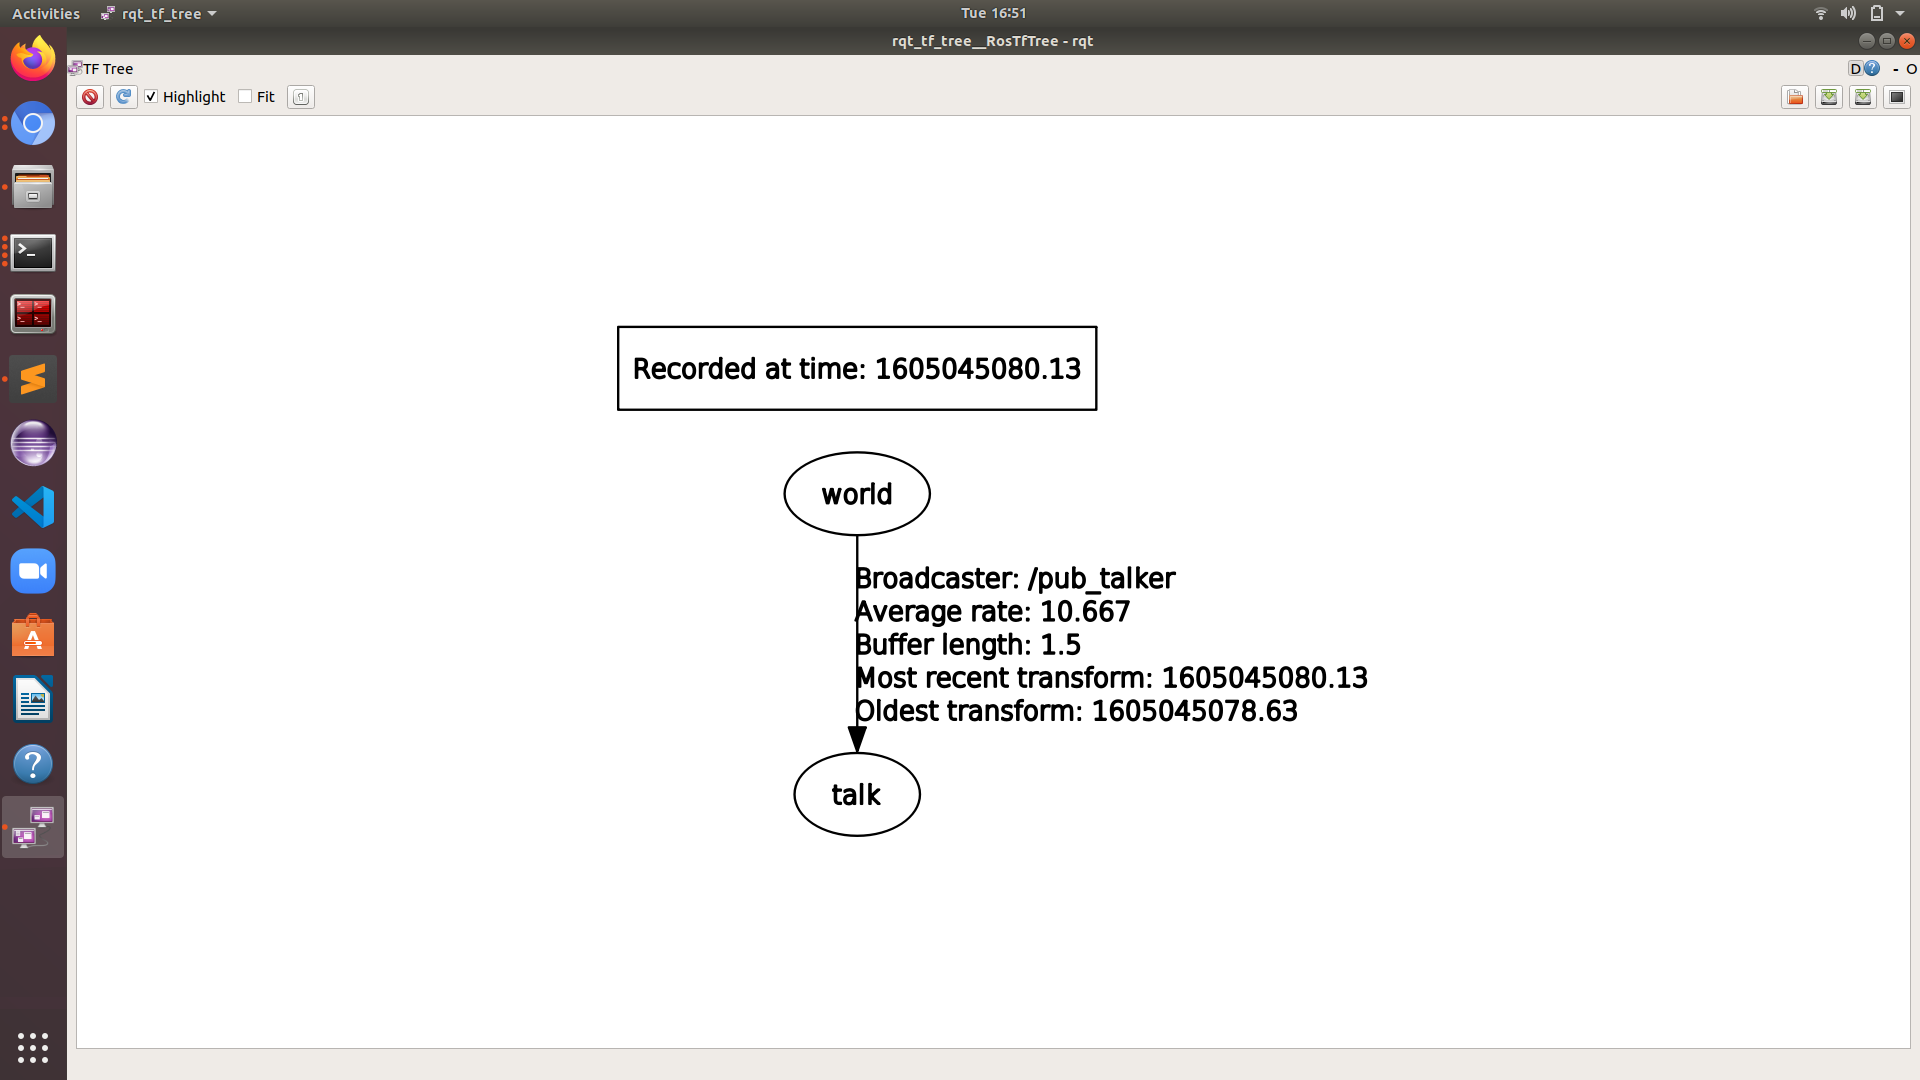 Activities rqt_tf_tree Tue 16:51
rqt_tf_tree__RosTfTree - rqt
TF Tree D ? - O
Highlight Fit
Recorded at time: 1605045080.13
world
Broadcaster: /pub_talker
Average rate: 10.667
Buffer length: 1.5
Most recent transform: 1605045080.13
Oldest transform: 1605045078.63
talk